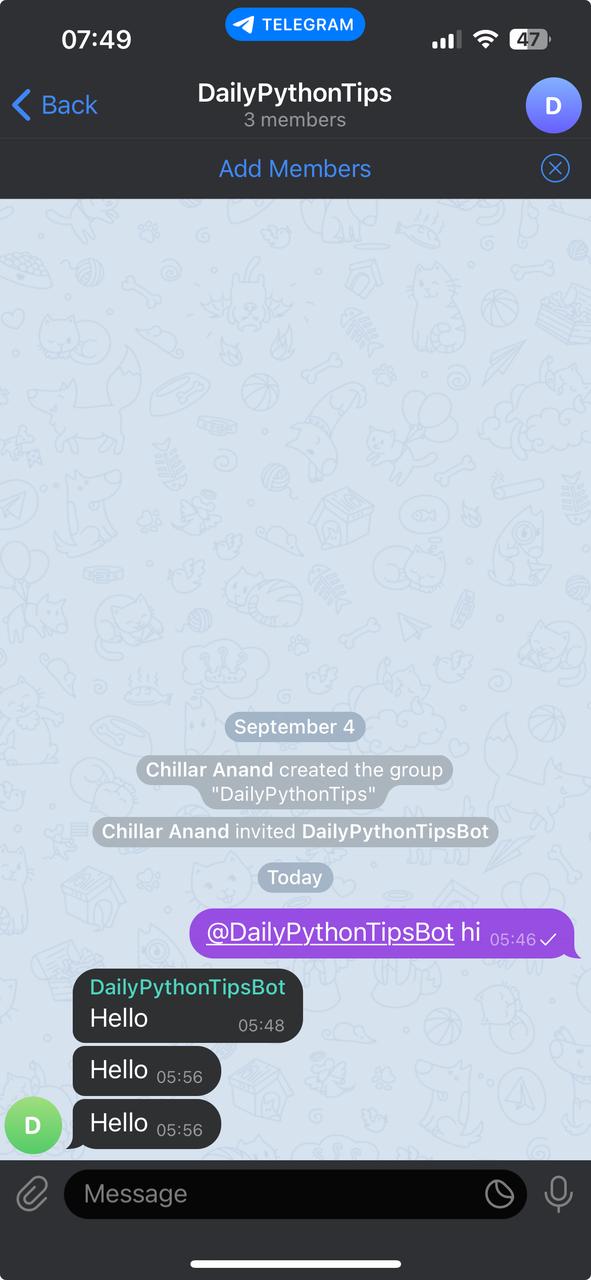 07:49
TELEGRAM
47
Back
DailyPythonTips
D
3 members
Add Members
September 4
Chillar Anand created the group
"DailyPythonTips"
Chillar Anand invited DailyPythonTipsBot
Today
@DailyPythonTipsBot hi 05:46
DailyPythonTipsBot
Hello 05:48
Hello 05:56
D
Hello 05:56
Message